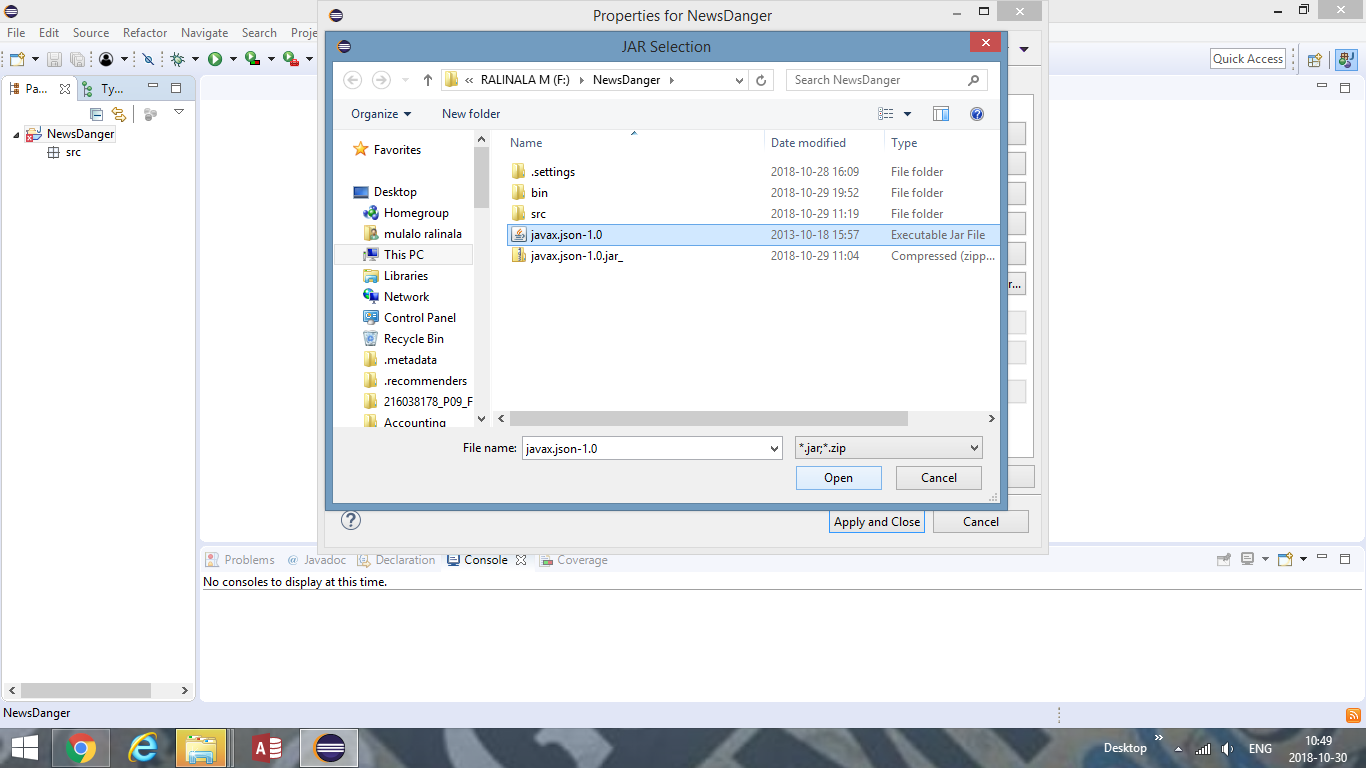 Properties for NewsDanger
File Edit Source Refactor Navigate Search Proje
JAR Selection
Quick Access
« RALINALA M (F:) NewsDanger
Search NewsDanger
Organize New folder
Pa... Ty...
NewsDanger
src
Name Date modified Type
Favorites
Desktop
Homegroup
mulalo ralinala
This PC
Libraries
Network
Control Panel
Recycle Bin
.metadata
.recommenders
216038178_P09_F
Accounting
.settings 2018-10-28 16:09 File folder
bin 2018-10-29 19:52 File folder
src 2018-10-29 11:19 File folder
javax.json-1.0 2013-10-18 15:57 Executable Jar File
javax.json-1.0.jar_ 2018-10-29 11:04 Compressed (zipp...
r...
File name: javax.json-1.0 *.jar;*.zip
Open Cancel
Apply and Close Cancel
Problems @ Javadoc Declaration Console Coverage
No consoles to display at this time.
NewsDanger
Desktop » ENG 10:49
2018-10-30